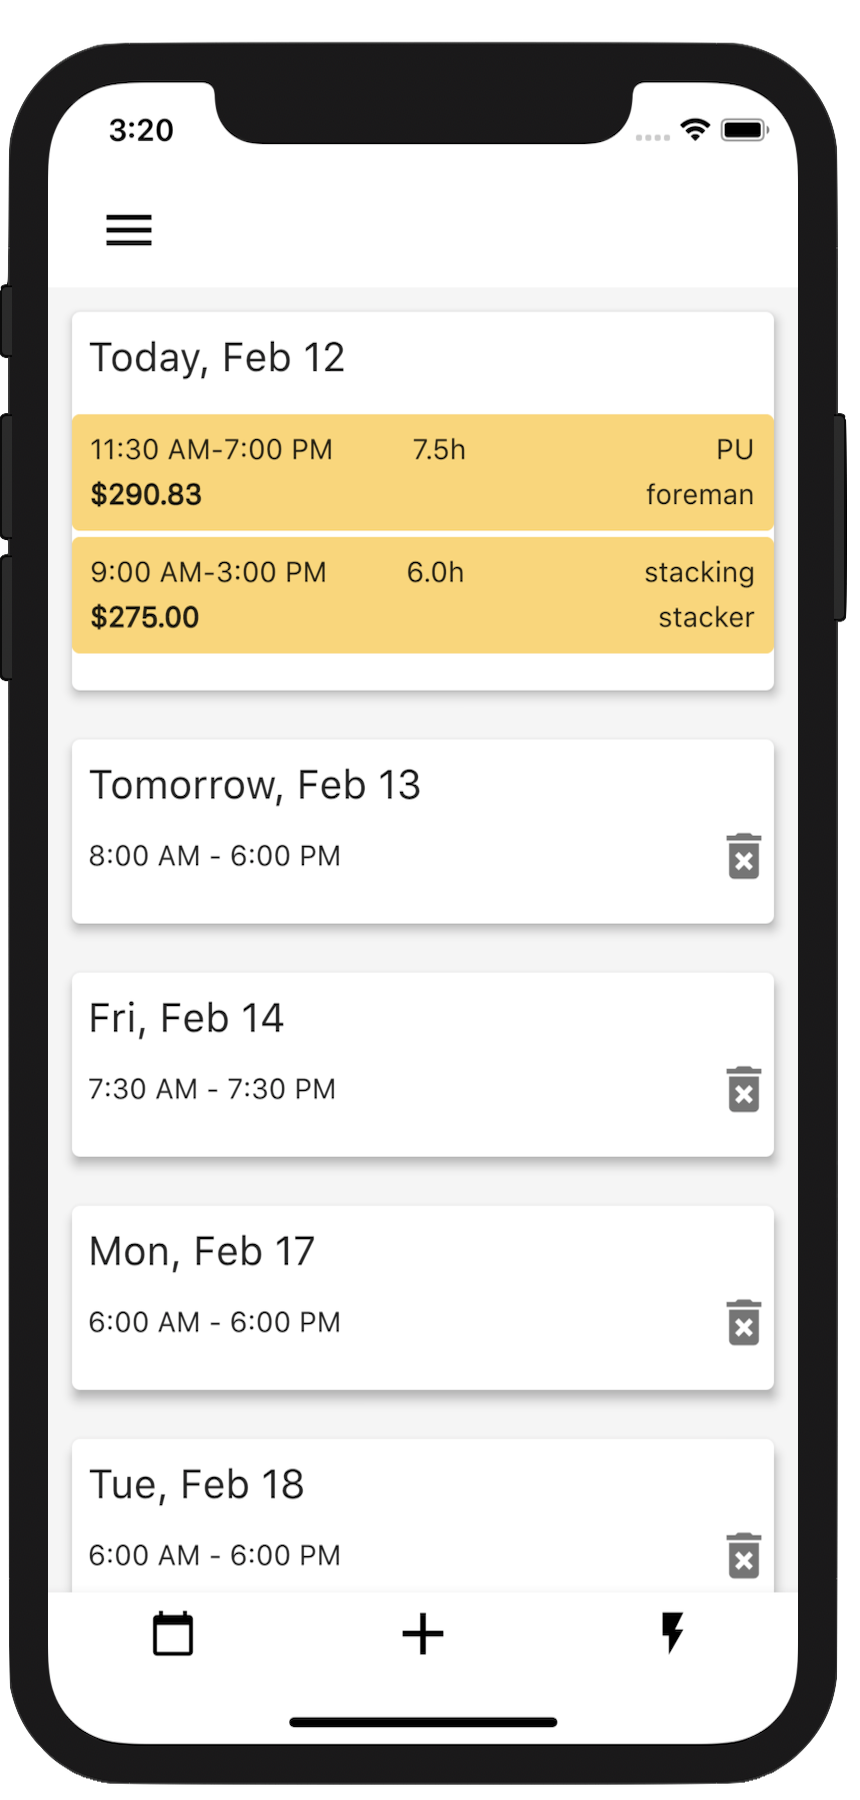 3:20
Today, Feb 12
11:30 AM-7:00 PM 7.5h PU
$290.83 foreman
9:00 AM-3:00 PM 6.0h stacking
$275.00 stacker
Tomorrow, Feb 13
8:00 AM - 6:00 PM
Fri, Feb 14
7:30 AM - 7:30 PM
Mon, Feb 17
6:00 AM - 6:00 PM
Tue, Feb 18
6:00 AM - 6:00 PM